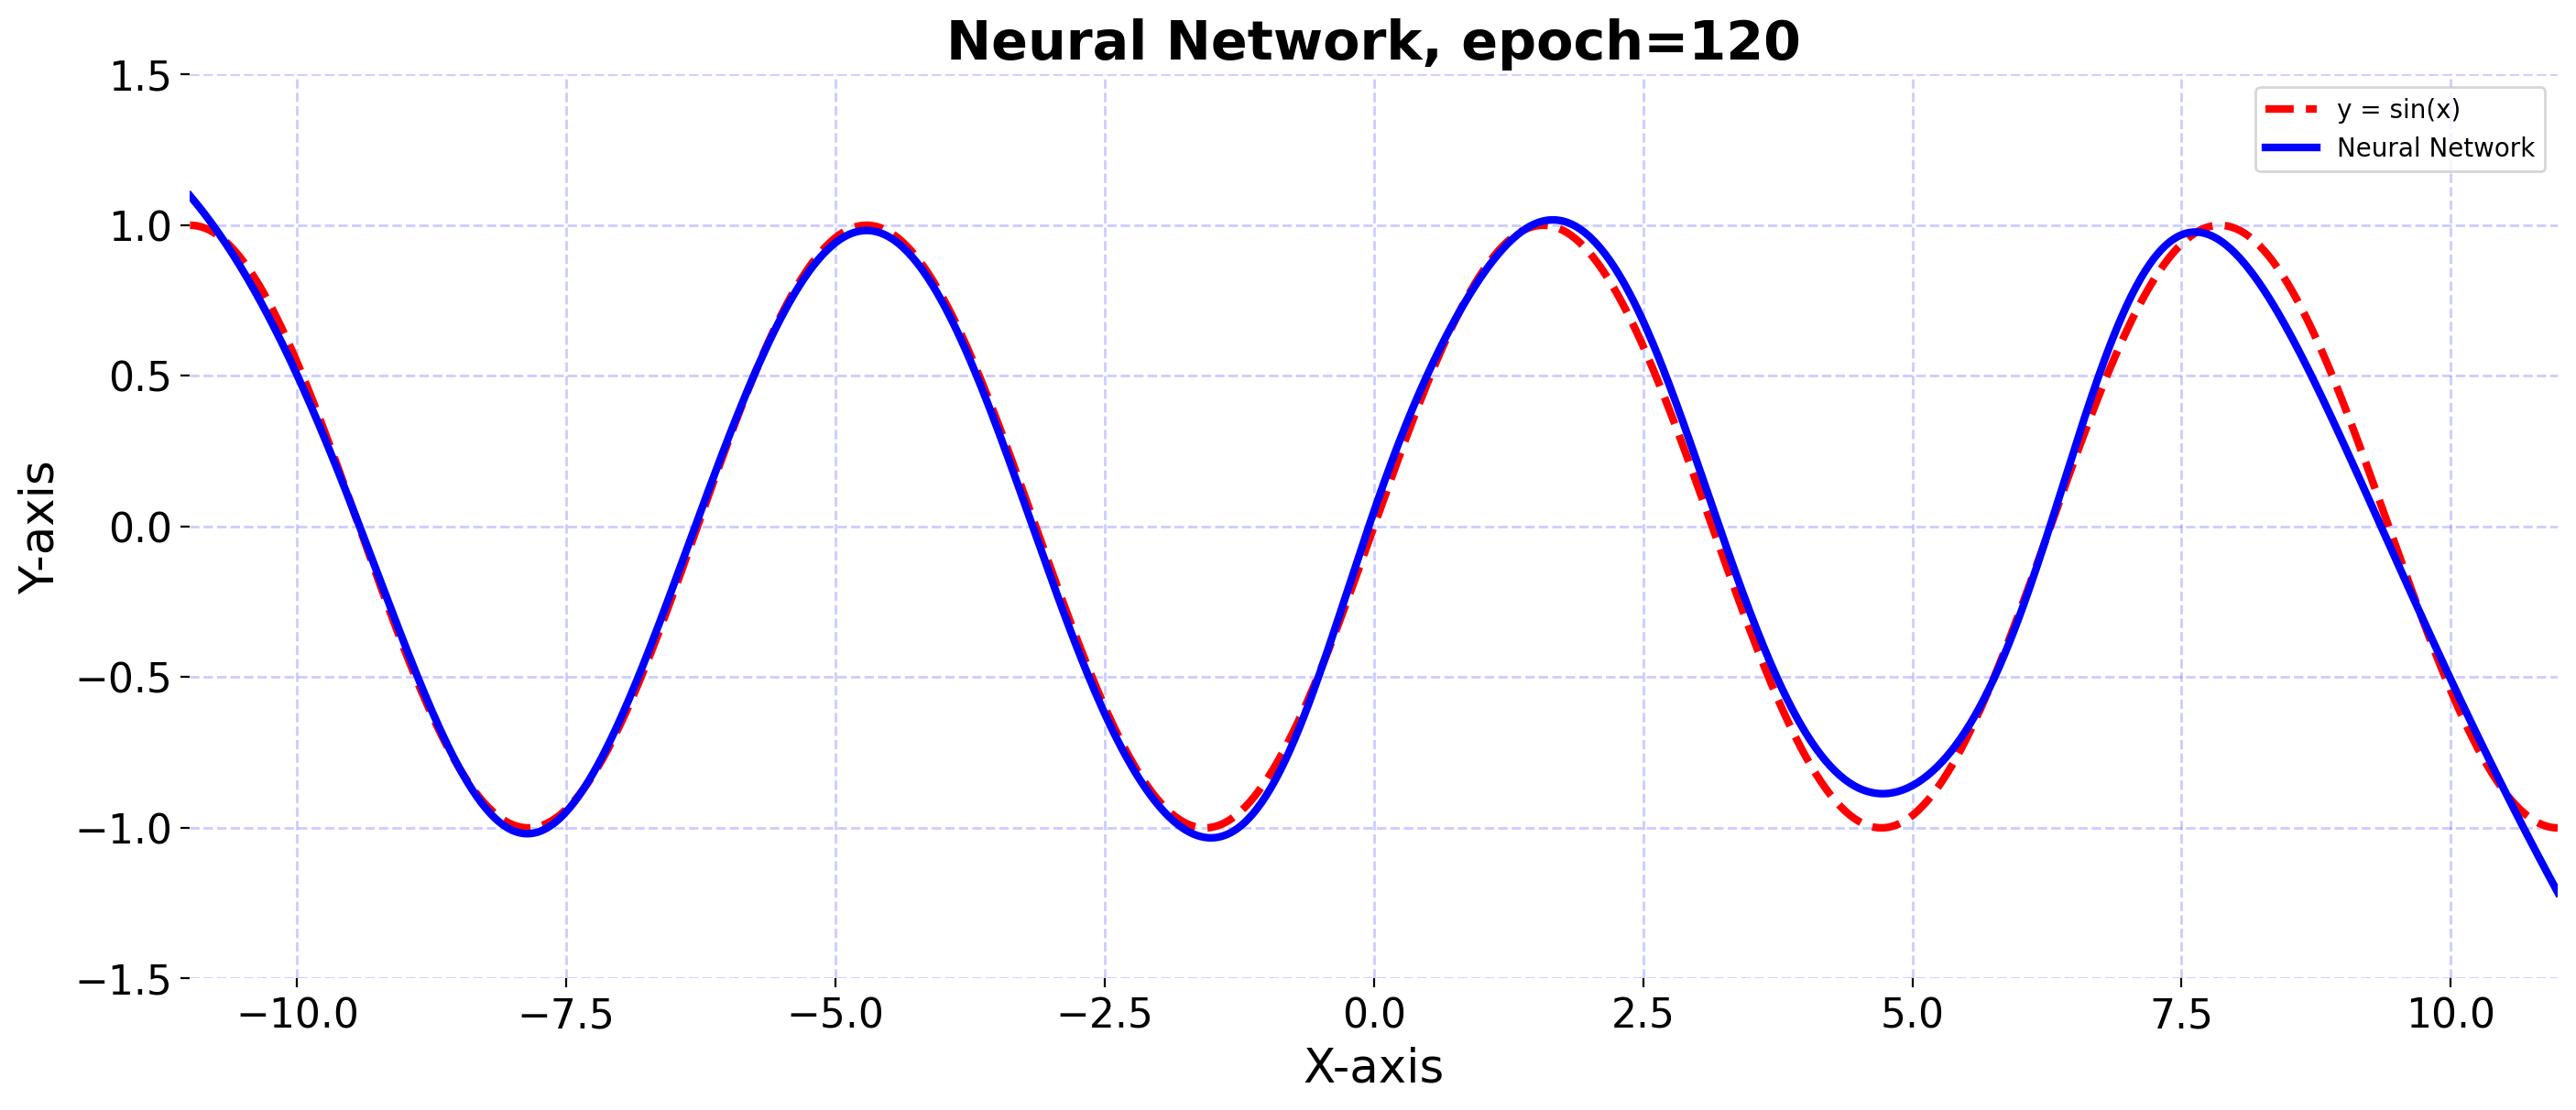 Neural Network, epoch=120
y = sin(x)
Neural Network
1.5
1.0
0.5
0.0
−0.5
−1.0
−1.5
Y-axis
−10.0 −7.5 −5.0 −2.5 0.0 2.5 5.0 7.5 10.0
X-axis